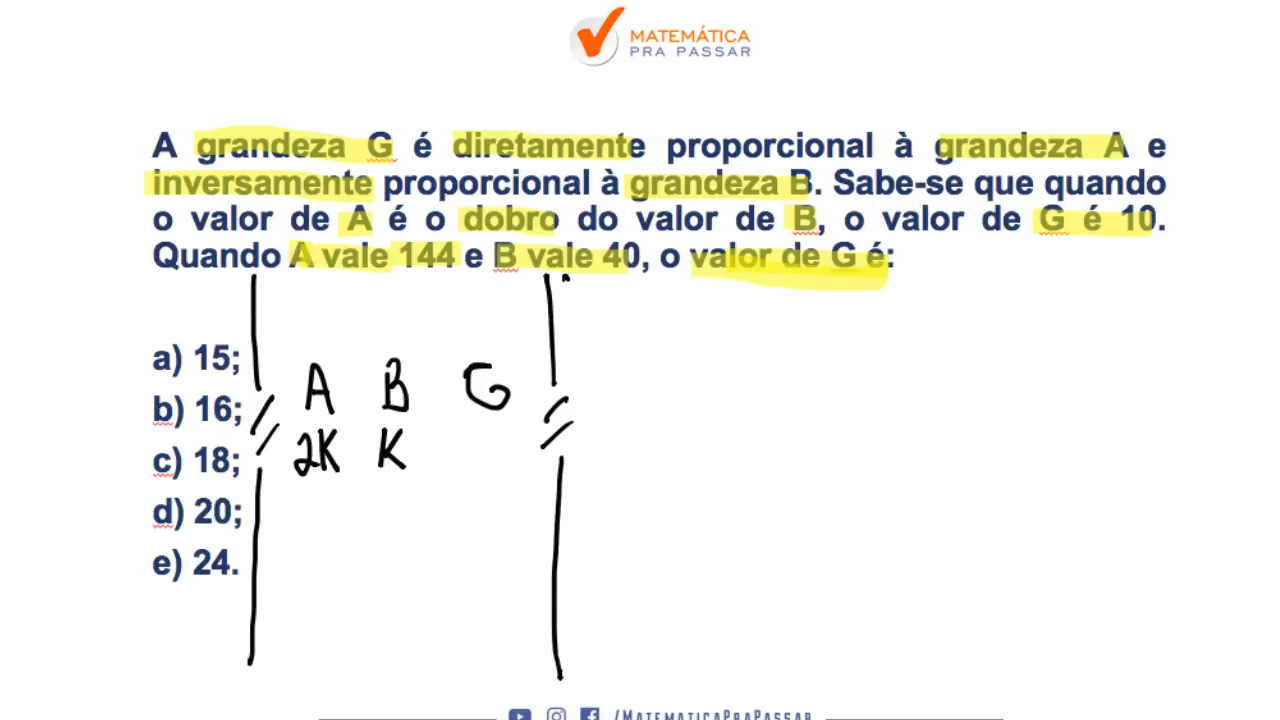 MATEMÁTICA
PRA PASSAR
A grandeza G é diretamente proporcional à grandeza A e
inversamente proporcional à grandeza B. Sabe-se que quando
o valor de A é o dobro do valor de B, o valor de G é 10.
Quando A vale 144 e B vale 40, o valor de G é:
a) 15;
b) 16;
c) 18;
d) 20;
e) 24.
A B G
2K K
/MATEMATICAPRAPASSAR